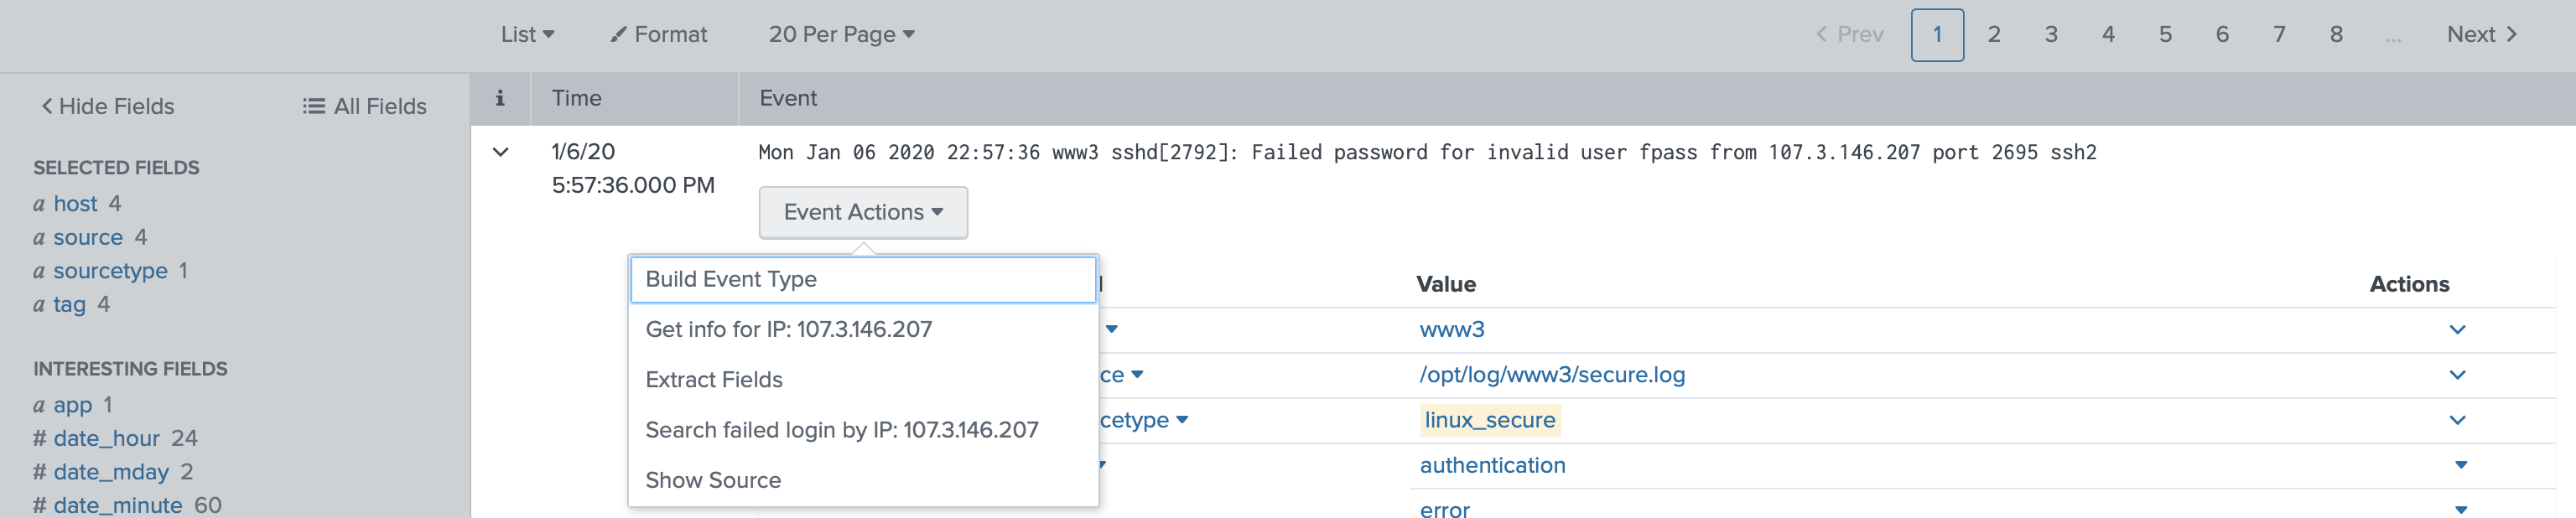 List
Format
20 Per Page
Prev
1
2
3
4
5
6
7
8
...
Next
Hide Fields
All Fields
SELECTED FIELDS
a host 4
a source 4
a sourcetype 1
a tag 4
INTERESTING FIELDS
a app 1
# date_hour 24
# date_mday 2
# date_minute 60
i
Time
Event
1/6/20
5:57:36.000 PM
Mon Jan 06 2020 22:57:36 www3 sshd[2792]: Failed password for invalid user fpass from 107.3.146.207 port 2695 ssh2
Event Actions
Build Event Type
Get info for IP: 107.3.146.207
Extract Fields
Search failed login by IP: 107.3.146.207
Show Source
Value
Actions
www3
ce
/opt/log/www3/secure.log
cetype
linux_secure
authentication
error